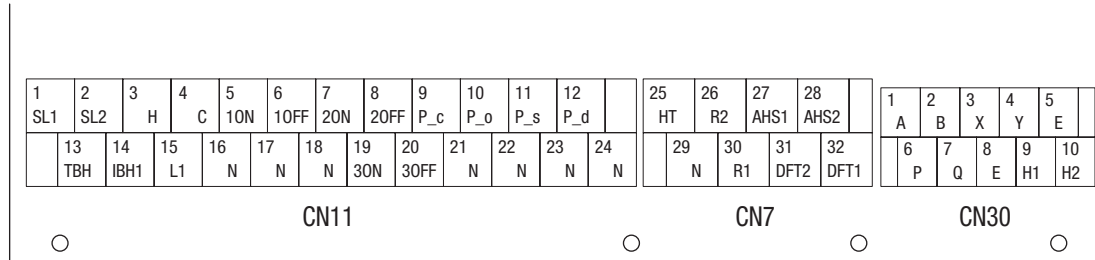 1 2 3 4 5 6 7 8 9 10 11 12
SL1 SL2 H C 1ON 1OFF 2ON 2OFF P_c P_o P_s P_d
13 14 15 16 17 18 19 20 21 22 23 24
TBH IBH1 L1 N N N 3ON 3OFF N N N N
CN11
25 26 27 28
HT R2 AHS1 AHS2
29 30 31 32
N R1 DFT2 DFT1
CN7
1 2 3 4 5
A B X Y E
6 7 8 9 10
P Q E H1 H2
CN30